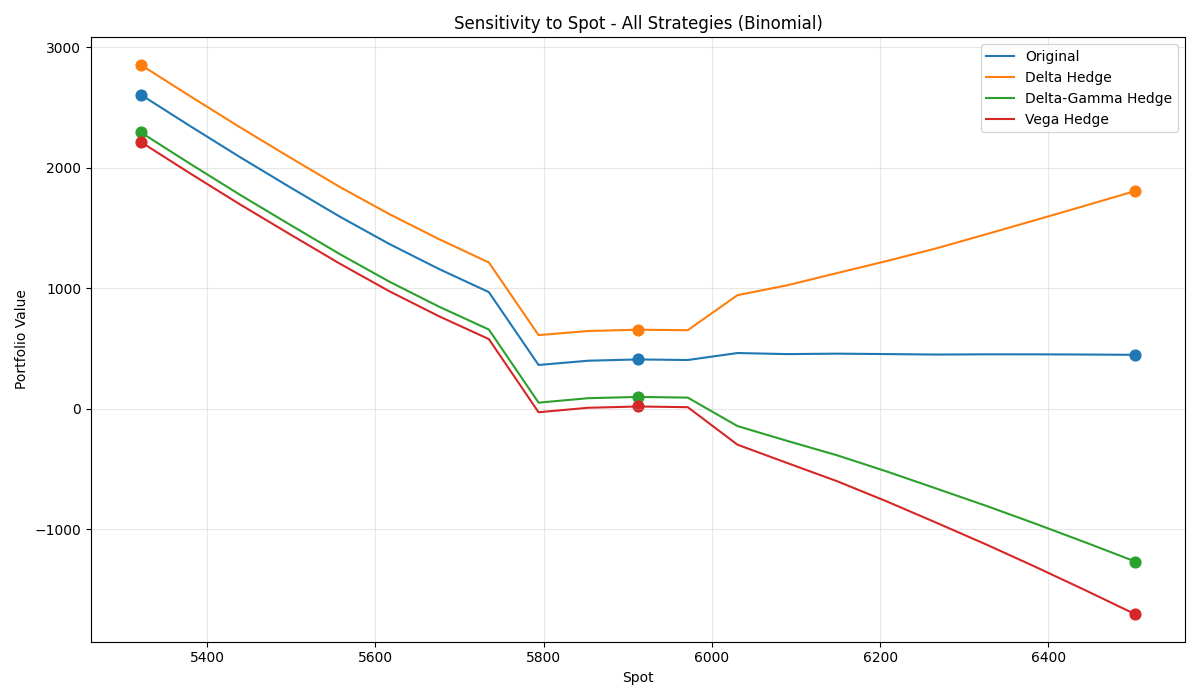 Sensitivity to Spot - All Strategies (Binomial)
Original
Delta Hedge
Delta-Gamma Hedge
Vega Hedge
Portfolio Value
3000
2000
1000
0
−1000
5400
5600
5800
6000
6200
6400
Spot